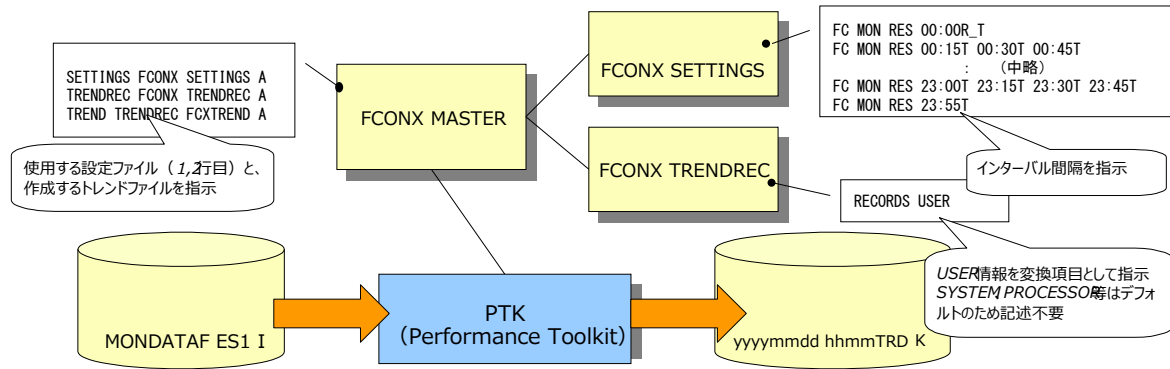 SETTINGS FCONX SETTINGS A
TRENDREC FCONX TRENDREC A
TREND TRENDREC FCXTREND A
使用する設定ファイル（1,2行目）と、
作成するトレンドファイルを指示
FCONX MASTER
FCONX SETTINGS
FCONX TRENDREC
FC MON RES 00:00R_T
FC MON RES 00:15T 00:30T 00:45T
:　（中略）
FC MON RES 23:00T 23:15T 23:30T 23:45T
FC MON RES 23:55T
インターバル間隔を指示
RECORDS USER
USER情報を変換項目として指示
SYSTEM,PROCESSOR等はデフォ
ルトのため記述不要
MONDATAF ES1 I
PTK
（Performance Toolkit）
yyyymmdd hhmmTRD K